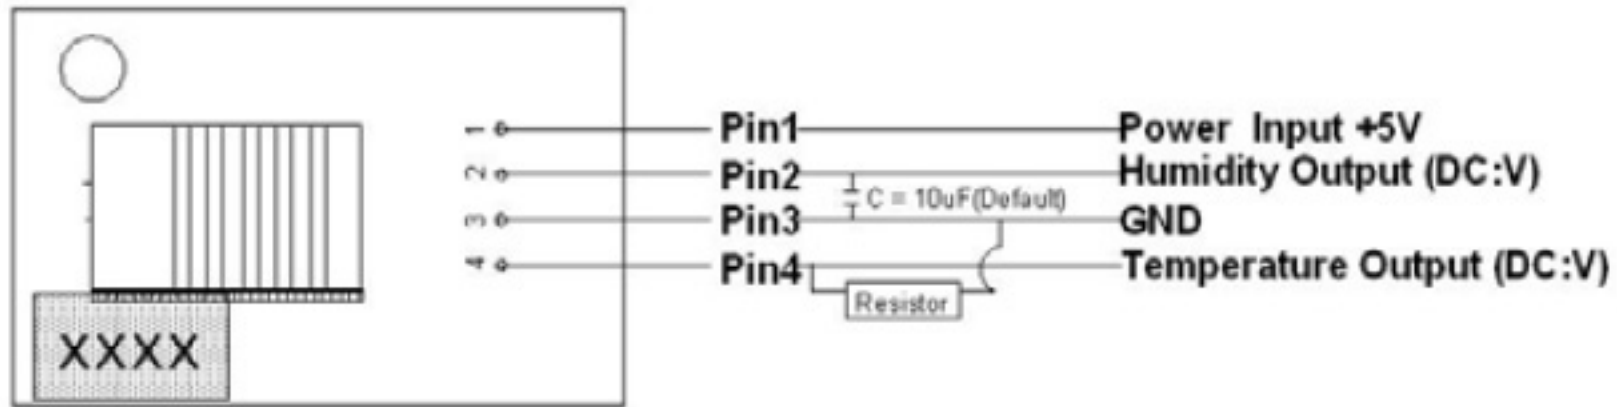 1 Pin1 Power Input +5V
2 Pin2 Humidity Output (DC:V)
C = 10uF(Default)
3 Pin3 GND
4 Pin4 Temperature Output (DC:V)
Resistor
XXXX